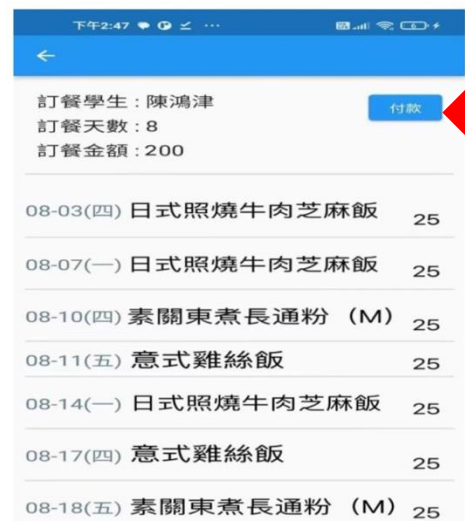 下午2:47
訂餐學生：陳鴻津
付款
訂餐天數：8
訂餐金額：200
08-03(四) 日式照燒牛肉芝麻飯 25
08-07(一) 日式照燒牛肉芝麻飯 25
08-10(四) 素關東煮長通粉（M） 25
08-11(五) 意式雞絲飯 25
08-14(一) 日式照燒牛肉芝麻飯 25
08-17(四) 意式雞絲飯 25
08-18(五) 素關東煮長通粉（M） 25